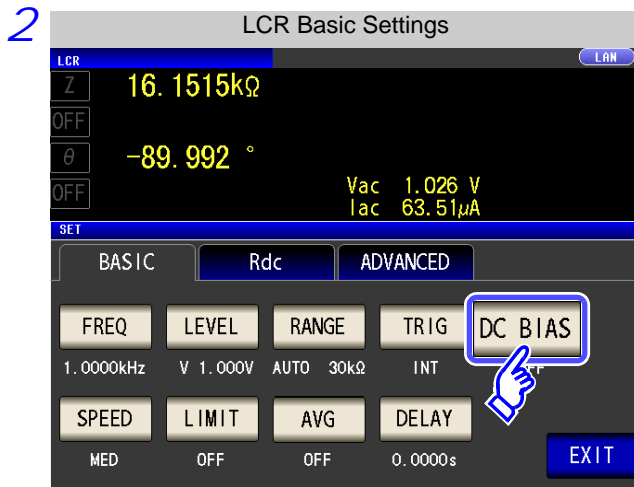 2
LCR Basic Settings
LCR
LAN
Z 16.1515kΩ
OFF
θ -89.992 °
OFF
Vac 1.026 V
Iac 63.51μA
SET
BASIC Rdc ADVANCED
FREQ LEVEL RANGE TRIG DC BIAS
1.0000kHz V 1.000V AUTO 30kΩ INT
SPEED LIMIT AVG DELAY
MED OFF OFF 0.0000s
EXIT